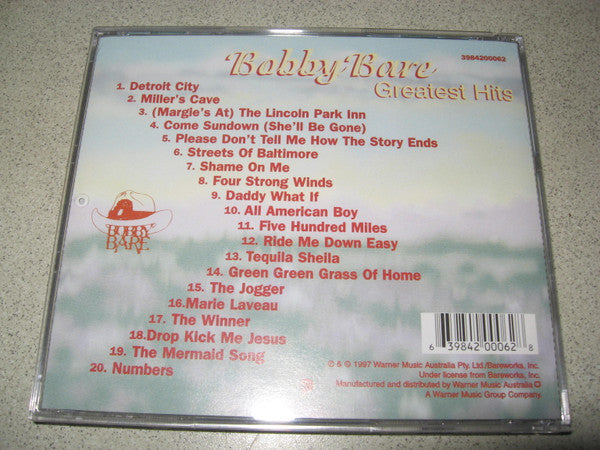 Bobby Bare
3984200062
Greatest Hits
1. Detroit City
2. Miller's Cave
3. (Margie's At) The Lincoln Park Inn
4. Come Sundown (She'll Be Gone)
5. Please Don't Tell Me How The Story Ends
6. Streets Of Baltimore
7. Shame On Me
8. Four Strong Winds
9. Daddy What If
10. All American Boy
11. Five Hundred Miles
12. Ride Me Down Easy
13. Tequila Sheila
14. Green Green Grass Of Home
15. The Jogger
16.Marie Laveau
17. The Winner
18.Drop Kick Me Jesus
19. The Mermaid Song
20. Numbers
BOBBY
BARE
6 39842 00062 8
℗ & © 1997 Warner Music Australia Pty. Ltd./Bareworks, Inc.
Under license from Bareworks, Inc.
Manufactured and distributed by Warner Music Australia
A Warner Music Group Company.